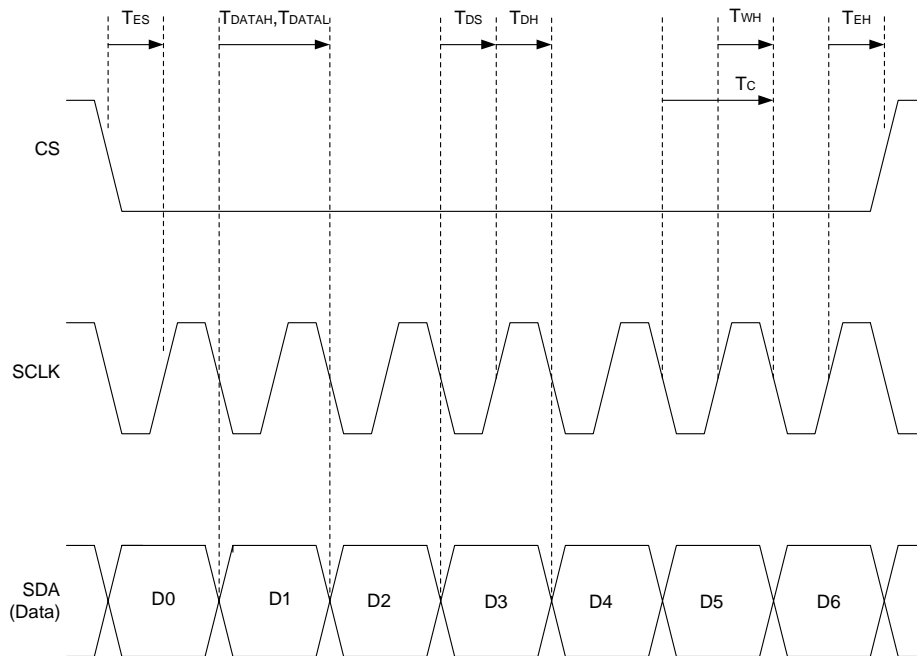 TES TDATAH,TDATAL TDS TDH TWH TEH
TC
CS
SCLK
SDA
(Data)
D0 D1 D2 D3 D4 D5 D6